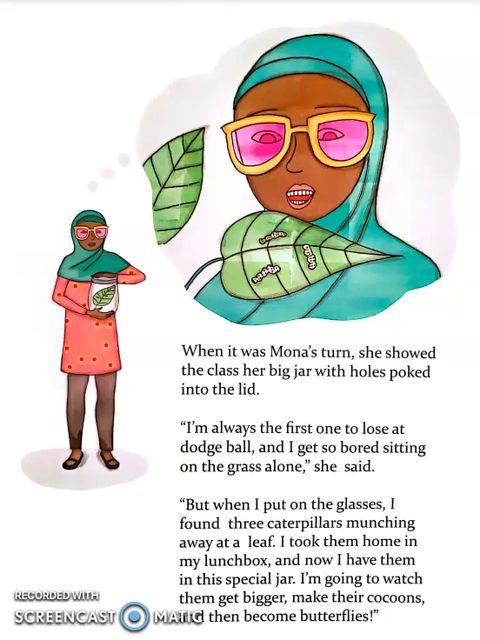 When it was Mona's turn, she showed
the class her big jar with holes poked
into the lid.
"I'm always the first one to lose at
dodge ball, and I get so bored sitting
on the grass alone," she said.
"But when I put on the glasses, I
found three caterpillars munching
away at a leaf. I took them home in
my lunchbox, and now I have them
in this special jar. I'm going to watch
them get bigger, make their cocoons,
and then become butterflies!"
RECORDED WITH
SCREENCAST MATIC